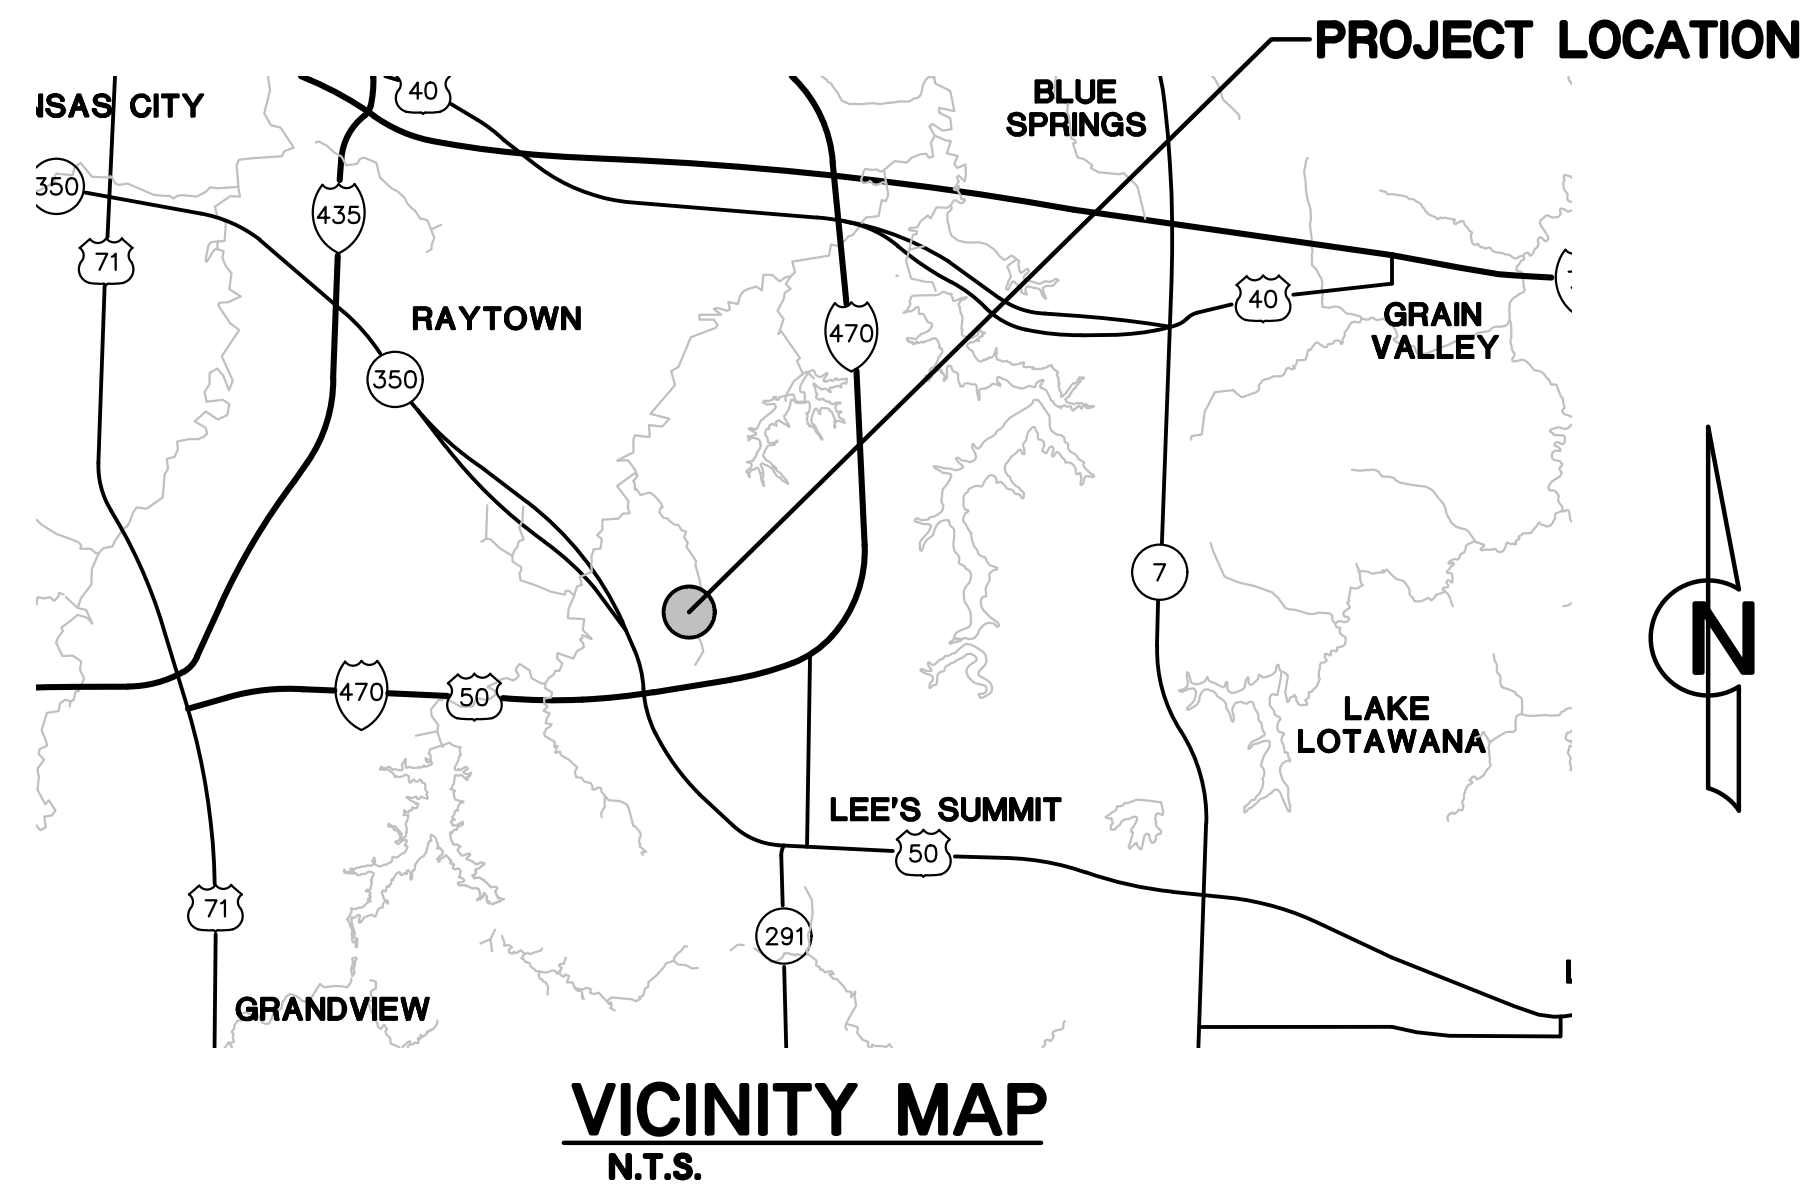 PROJECT LOCATION
NSAS CITY
40
BLUE
SPRINGS
350
435
71
40
RAYTOWN
470
GRAIN
VALLEY
350
7
N
470
50
LAKE
LOTAWANA
LEE'S SUMMIT
50
71
291
L
GRANDVIEW
VICINITY MAP
N.T.S.